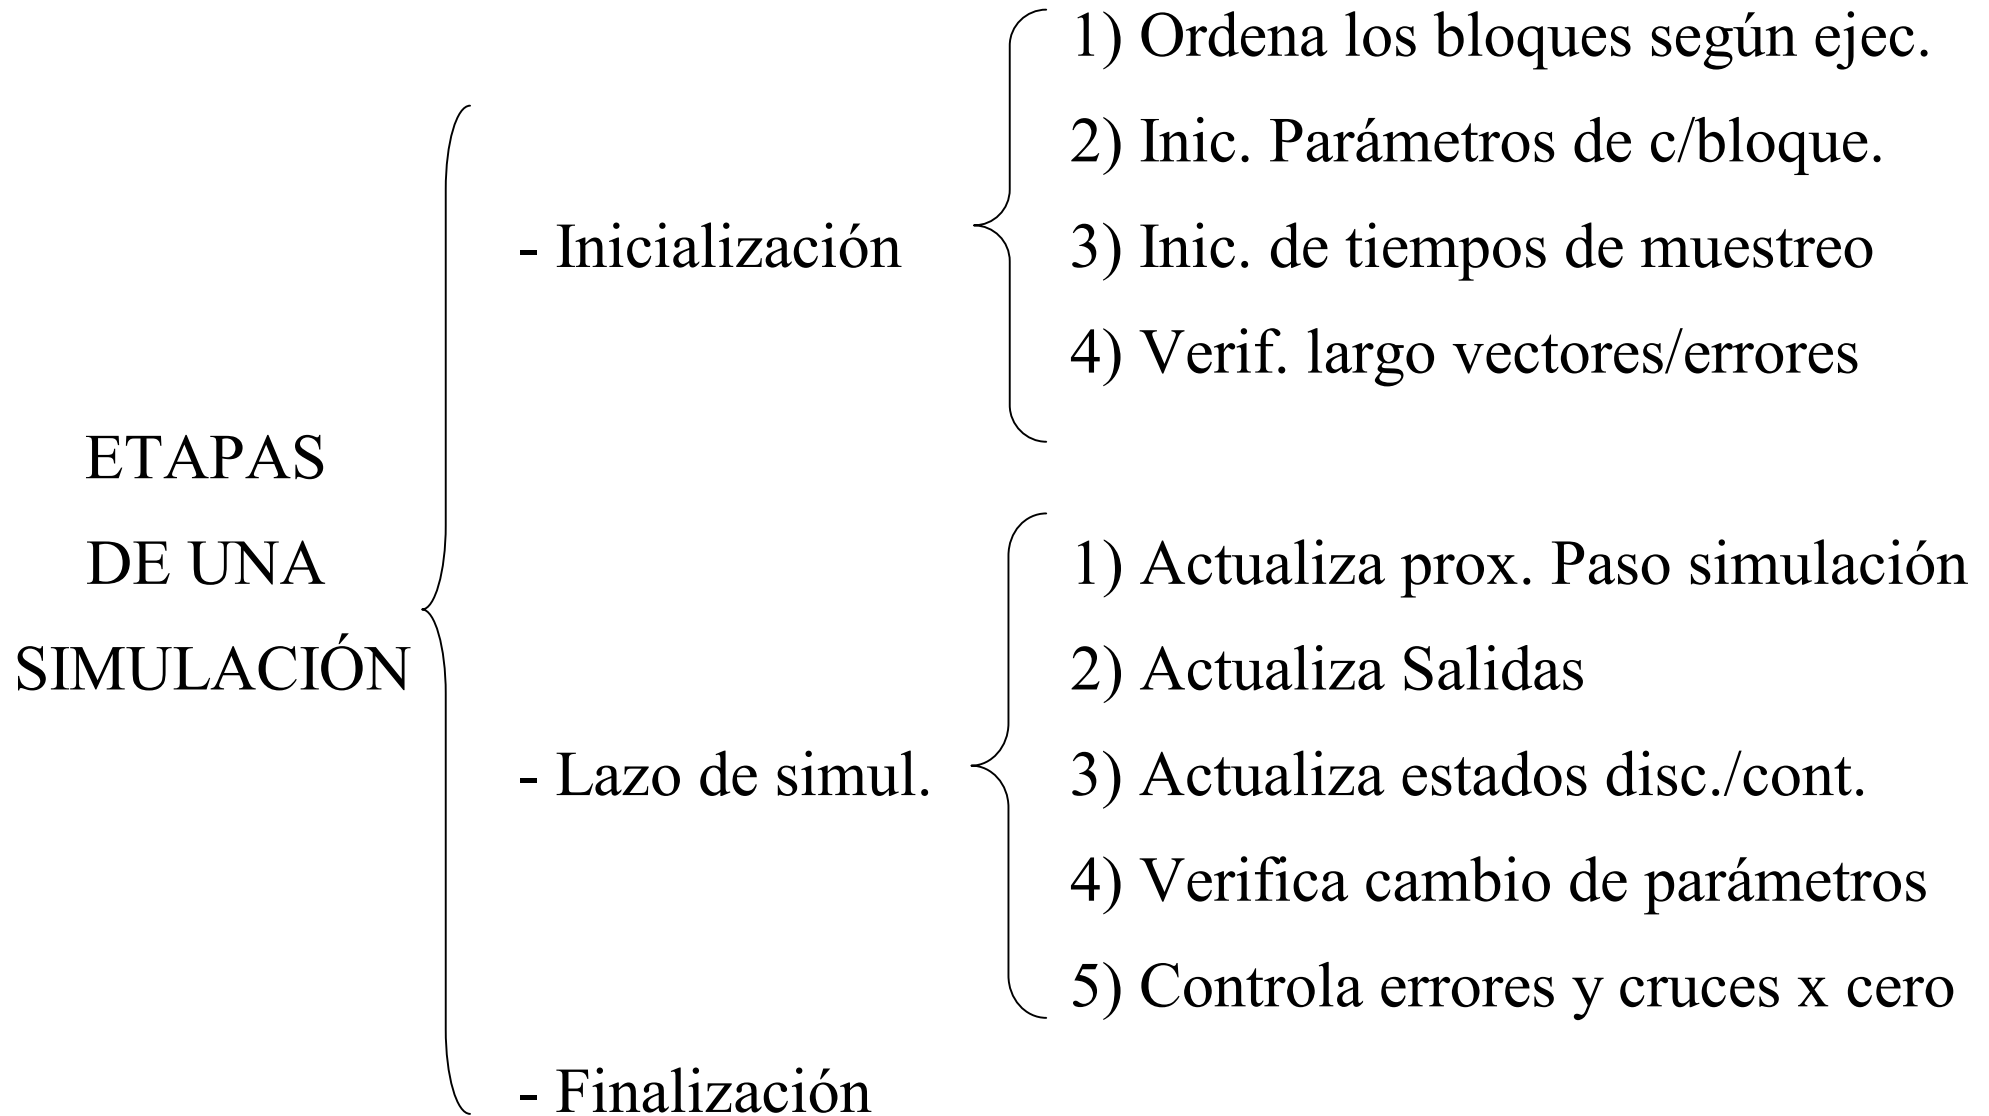 ETAPAS
DE UNA
SIMULACIÓN
- Inicialización
1) Ordena los bloques según ejec.
2) Inic. Parámetros de c/bloque.
3) Inic. de tiempos de muestreo
4) Verif. largo vectores/errores
- Lazo de simul.
1) Actualiza prox. Paso simulación
2) Actualiza Salidas
3) Actualiza estados disc./cont.
4) Verifica cambio de parámetros
5) Controla errores y cruces x cero
- Finalización